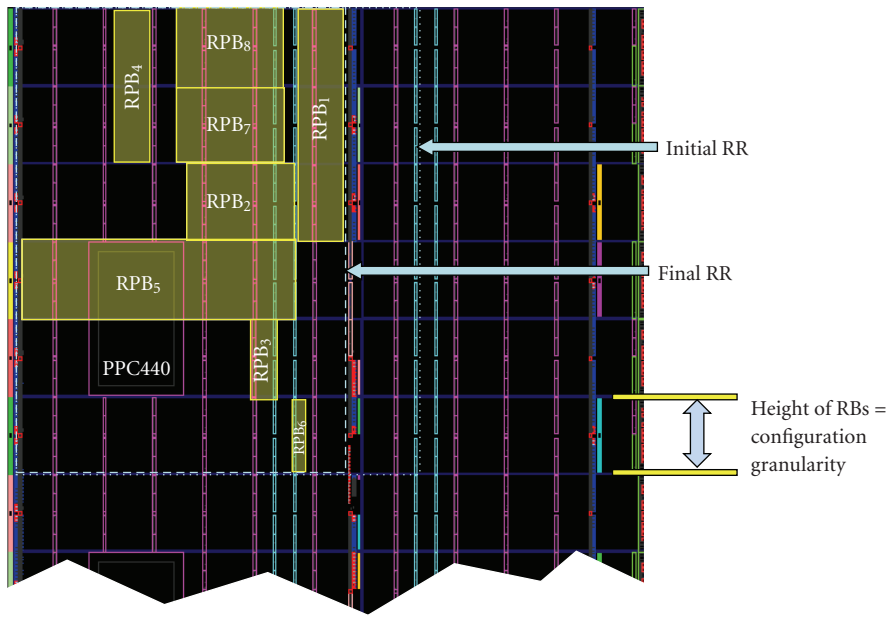 RPB8
RPB4
RPB1
RPB7
Initial RR
RPB2
Final RR
RPB5
PPC440
RPB3
Height of RBs =
configuration
granularity
RPB6